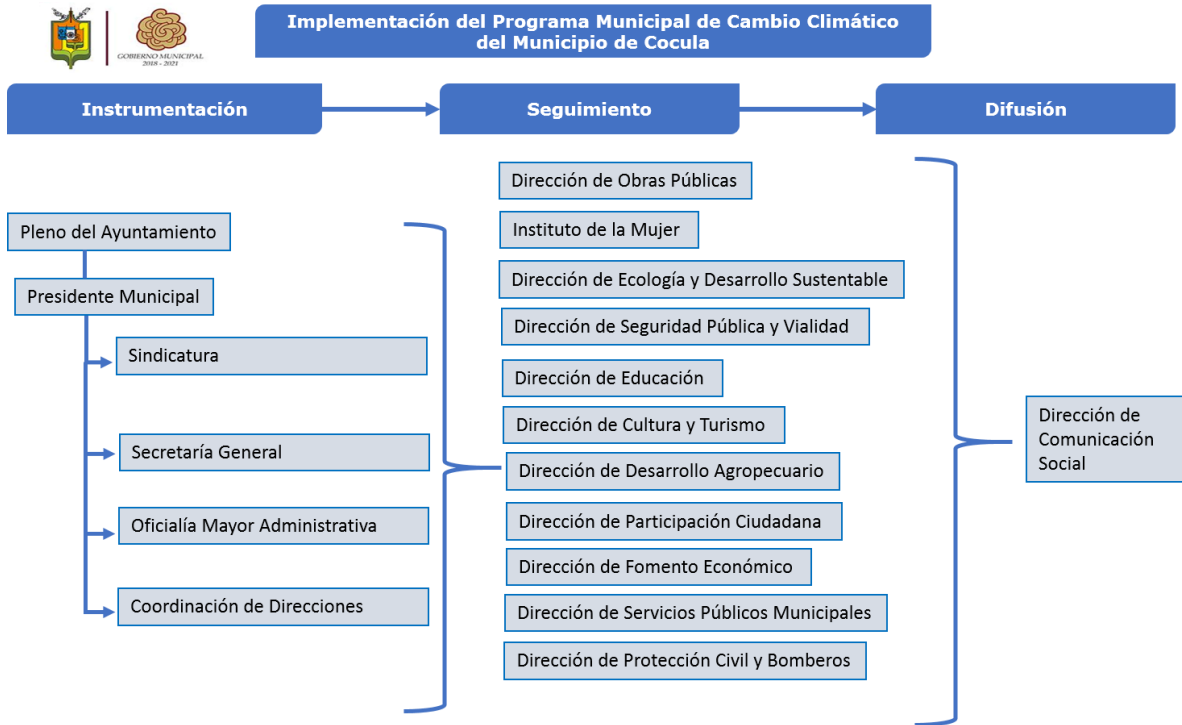 Implementación del Programa Municipal de Cambio Climático
del Municipio de Cocula
GOBIERNO MUNICIPAL
2018 - 2021
Instrumentación
Seguimiento
Difusión
Pleno del Ayuntamiento
Presidente Municipal
Sindicatura
Secretaría General
Oficialía Mayor Administrativa
Coordinación de Direcciones
Dirección de Obras Públicas
Instituto de la Mujer
Dirección de Ecología y Desarrollo Sustentable
Dirección de Seguridad Pública y Vialidad
Dirección de Educación
Dirección de Cultura y Turismo
Dirección de Desarrollo Agropecuario
Dirección de Participación Ciudadana
Dirección de Fomento Económico
Dirección de Servicios Públicos Municipales
Dirección de Protección Civil y Bomberos
Dirección de
Comunicación
Social